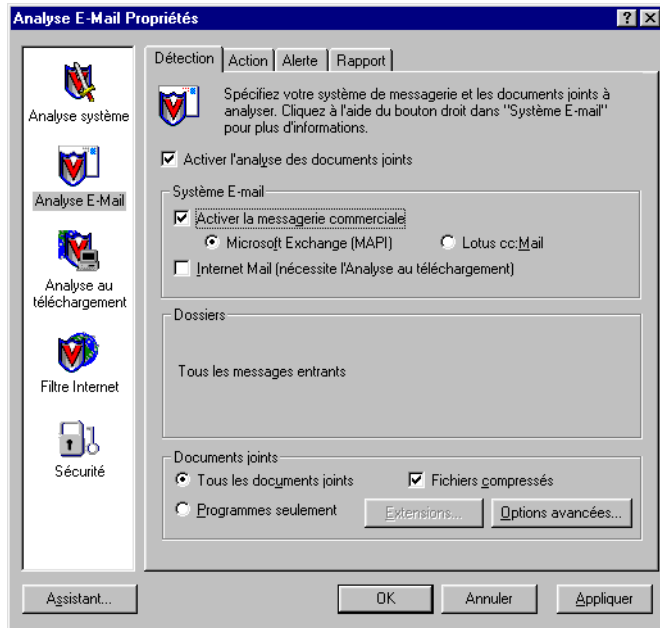 Analyse E-Mail Propriétés
Analyse système
Analyse E-Mail
Analyse au
téléchargement
Filtre Internet
Sécurité
Détection
Action
Alerte
Rapport
Spécifiez votre système de messagerie et les documents joints à
analyser. Cliquez à l'aide du bouton droit dans "Système E-mail"
pour plus d'informations.
Activer l'analyse des documents joints
Système E-mail
Activer la messagerie commerciale
Microsoft Exchange (MAPI)
Lotus cc:Mail
Internet Mail (nécessite l'Analyse au téléchargement)
Dossiers
Tous les messages entrants
Documents joints
Tous les documents joints
Fichiers compressés
Programmes seulement
Extensions...
Options avancées...
Assistant...
OK
Annuler
Appliquer